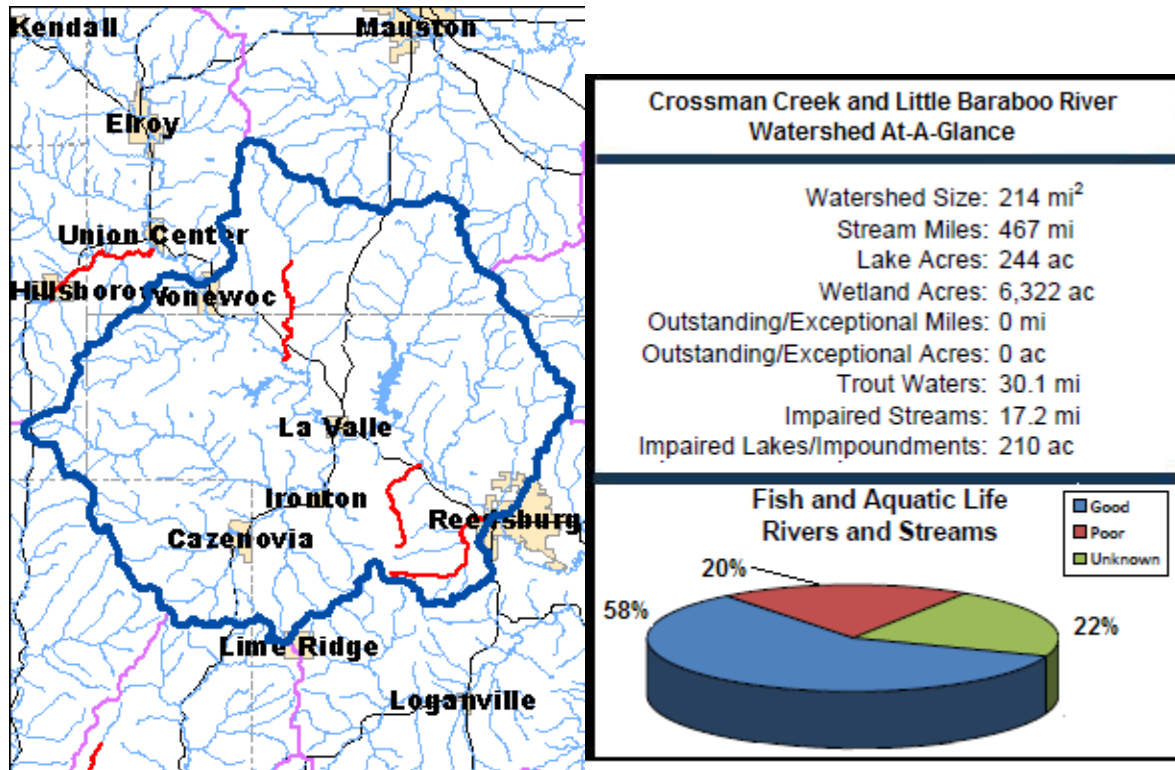 Kendall
Mauston
Elroy
Union Center
Hillsboro
Wonewoc
La Valle
Ironton
Reedsburg
Cazenovia
Lime Ridge
Loganville
Crossman Creek and Little Baraboo River
Watershed At-A-Glance
Watershed Size: 214 mi²
Stream Miles: 467 mi
Lake Acres: 244 ac
Wetland Acres: 6,322 ac
Outstanding/Exceptional Miles: 0 mi
Outstanding/Exceptional Acres: 0 ac
Trout Waters: 30.1 mi
Impaired Streams: 17.2 mi
Impaired Lakes/Impoundments: 210 ac
Fish and Aquatic Life
Rivers and Streams
Good
Poor
Unknown
20%
58%
22%